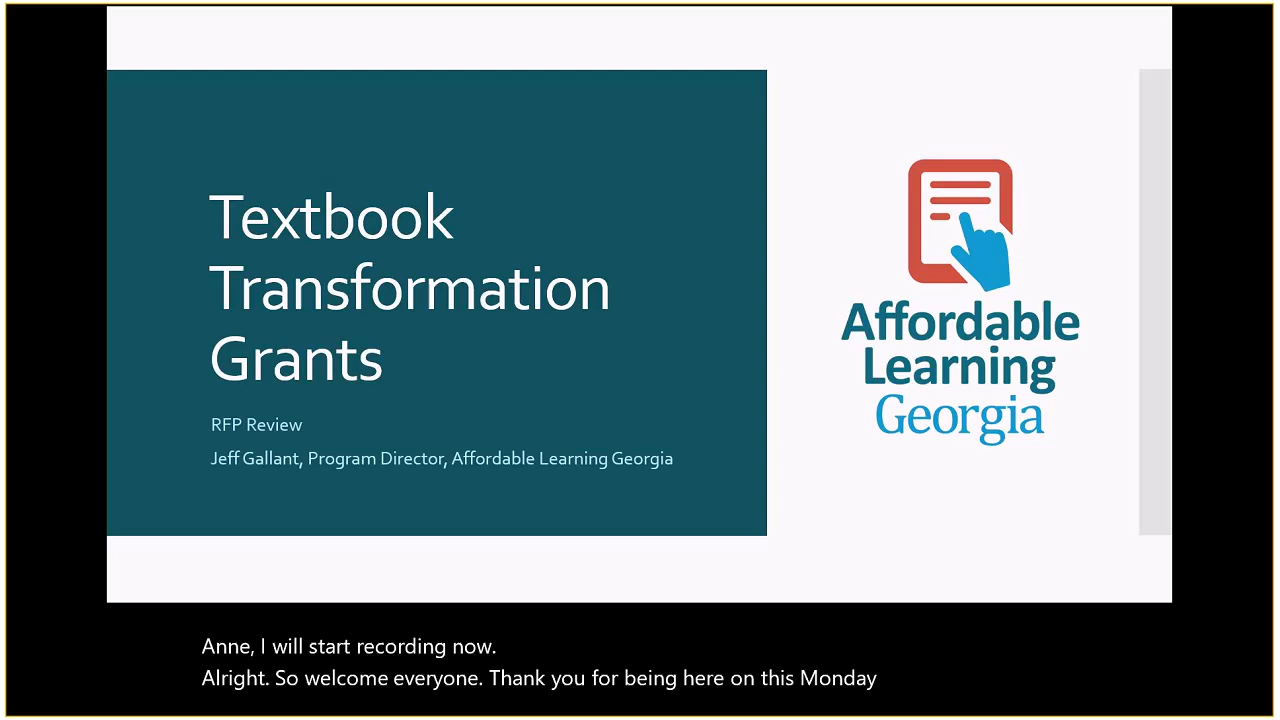 Textbook
Transformation
Grants
RFP Review
Jeff Gallant, Program Director, Affordable Learning Georgia
Affordable
Learning
Georgia
Anne, I will start recording now.
Alright. So welcome everyone. Thank you for being here on this Monday